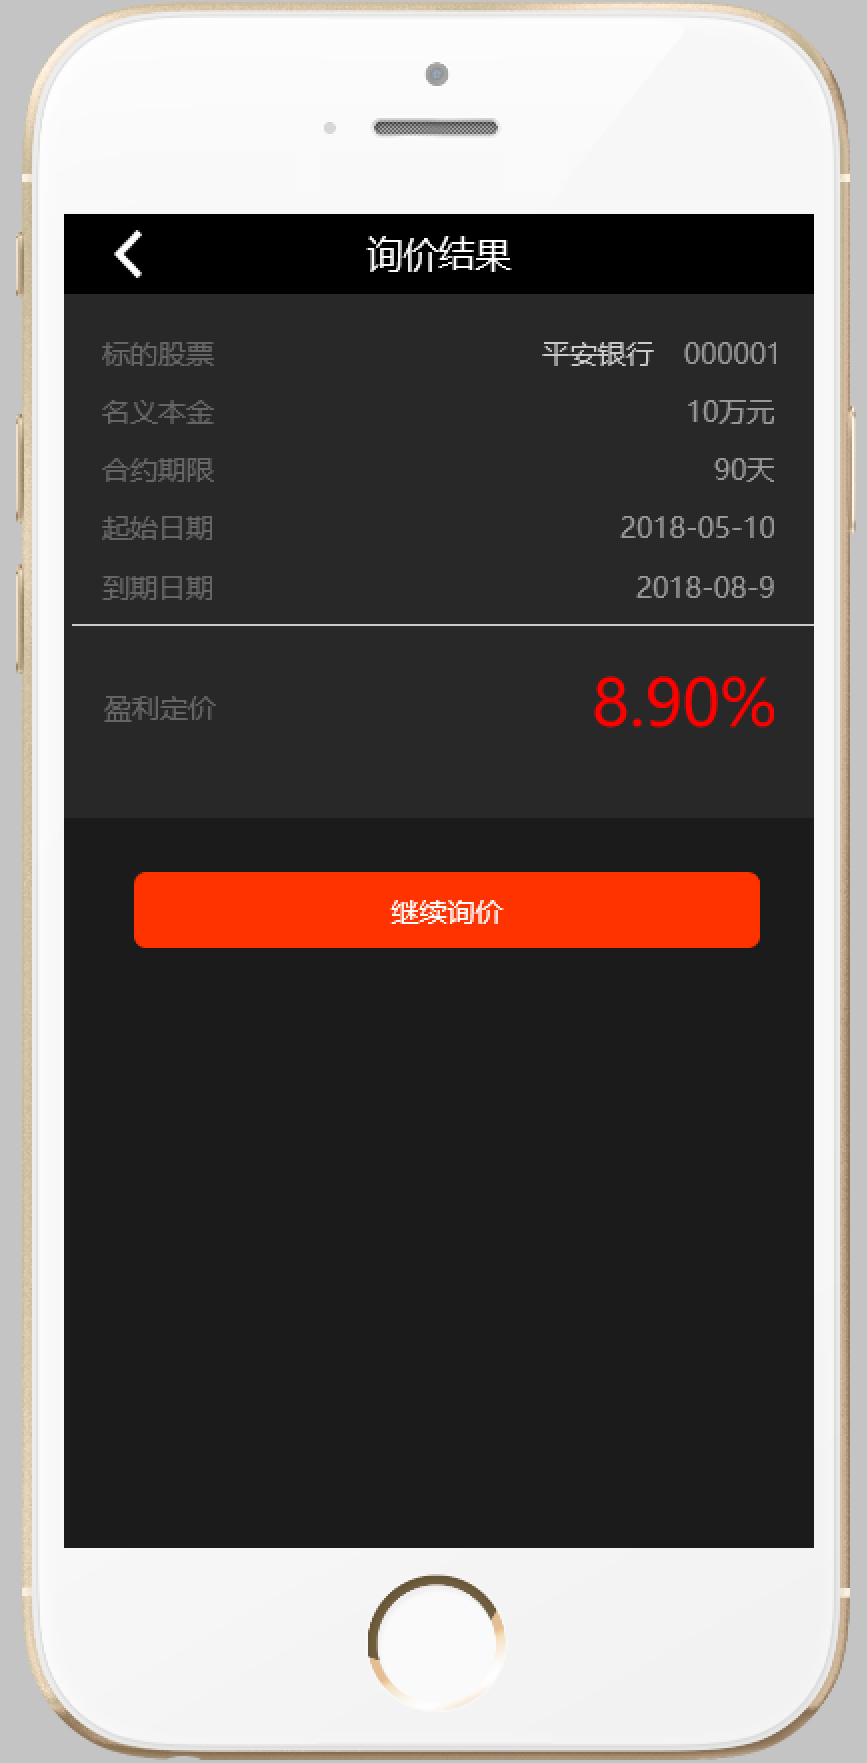 询价结果
标的股票 平安银行 000001
名义本金 10万元
合约期限 90天
起始日期 2018-05-10
到期日期 2018-08-9
盈利定价 8.90%
继续询价